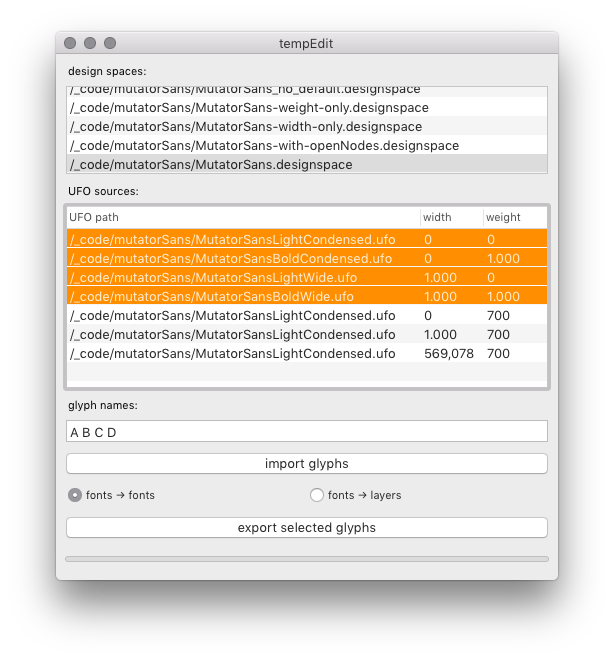 tempEdit
design spaces:
/_code/mutatorSans/MutatorSans_no_default.designspace
/_code/mutatorSans/MutatorSans-weight-only.designspace
/_code/mutatorSans/MutatorSans-width-only.designspace
/_code/mutatorSans/MutatorSans-with-openNodes.designspace
/_code/mutatorSans/MutatorSans.designspace
UFO sources:
UFO path width weight
/_code/mutatorSans/MutatorSansLightCondensed.ufo 0 0
/_code/mutatorSans/MutatorSansBoldCondensed.ufo 0 1.000
/_code/mutatorSans/MutatorSansLightWide.ufo 1.000 0
/_code/mutatorSans/MutatorSansBoldWide.ufo 1.000 1.000
/_code/mutatorSans/MutatorSansLightCondensed.ufo 0 700
/_code/mutatorSans/MutatorSansLightCondensed.ufo 1.000 700
/_code/mutatorSans/MutatorSansLightCondensed.ufo 569,078 700
glyph names:
A B C D
import glyphs
fonts → fonts fonts → layers
export selected glyphs